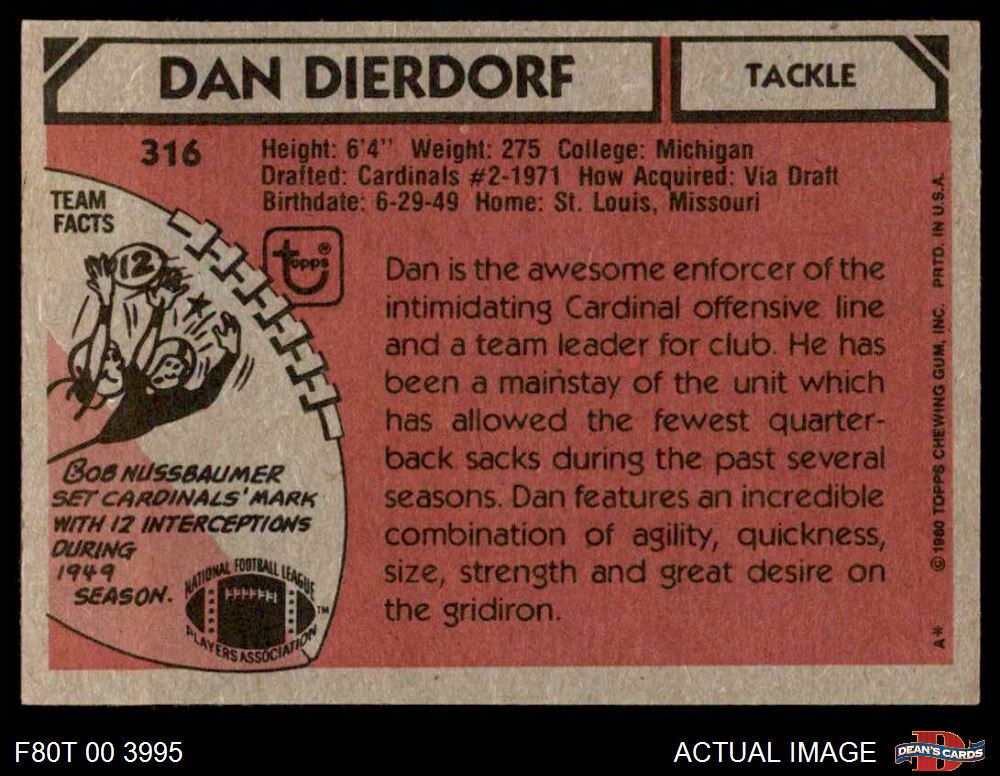 DAN DIERDORF
TACKLE
316
Height: 6'4" Weight: 275 College: Michigan
Drafted: Cardinals #2-1971 How Acquired: Via Draft
Birthdate: 6-29-49 Home: St. Louis, Missouri
TEAM
FACTS
12
topps®
Dan is the awesome enforcer of the
intimidating Cardinal offensive line
and a team leader for club. He has
been a mainstay of the unit which
has allowed the fewest quarter-
back sacks during the past several
seasons. Dan features an incredible
combination of agility, quickness,
size, strength and great desire on
the gridiron.
BOB NUSSBAUMER
SET CARDINALS' MARK
WITH 12 INTERCEPTIONS
DURING
1949
SEASON.
NATIONAL FOOTBALL LEAGUE
PLAYERS ASSOCIATION
TM
A* © 1980 TOPPS CHEWING GUM, INC. PRTD. IN U.S.A.
F80T 00 3995
ACTUAL IMAGE
DEAN'S CARDS